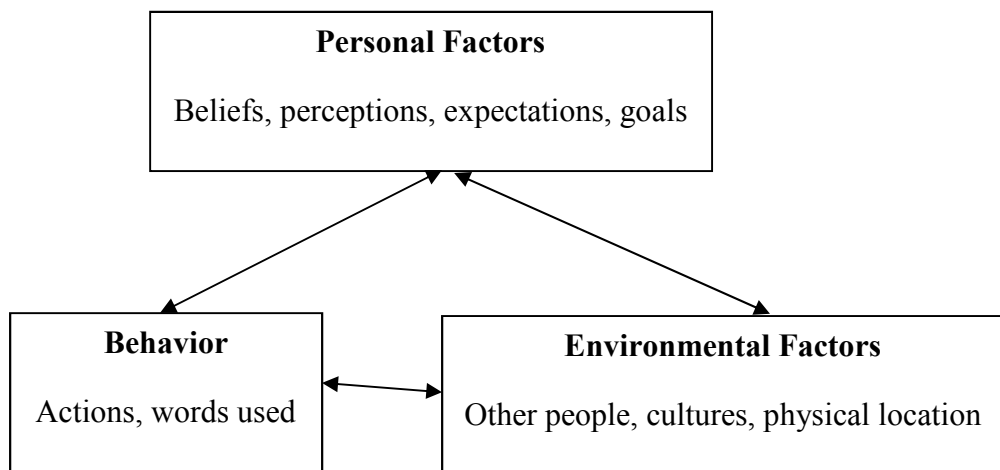 Personal Factors
Beliefs, perceptions, expectations, goals
Behavior
Actions, words used
Environmental Factors
Other people, cultures, physical location